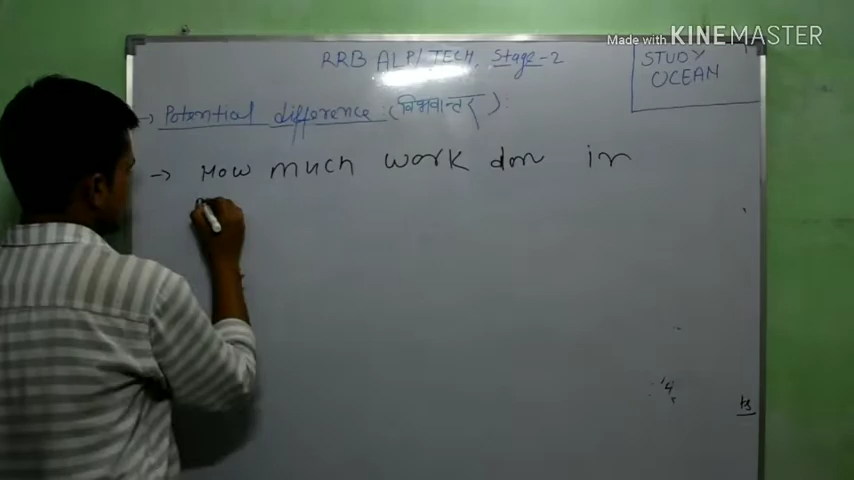 Made with KINEMASTER
RRB ALP/TECH. Stage-2
STUDY
OCEAN
→ Potential difference : (विभवान्तर) :
→ How much work don in